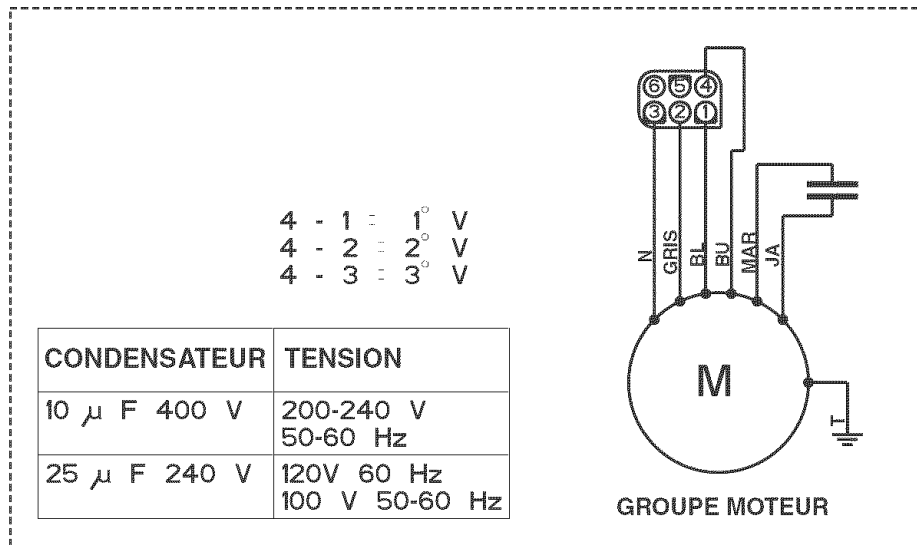 6 5 4
3 2 1
4 - 1 = 1° V
4 - 2 = 2° V
4 - 3 = 3° V
N
GRIS
BL
BU
MAR
JA
CONDENSATEUR TENSION
10 μ F 400 V 200-240 V
50-60 Hz
25 μ F 240 V 120V 60 Hz
100 V 50-60 Hz
M
T
GROUPE MOTEUR